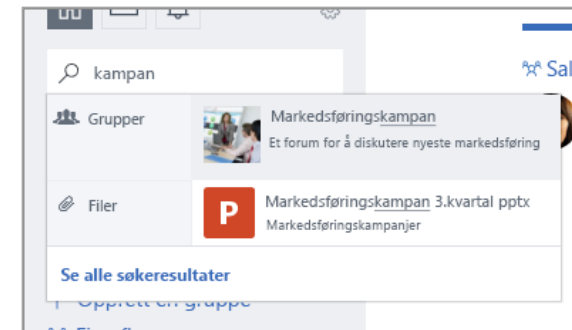 kampan
Sal
Grupper
Markedsføringskampan
Et forum for å diskutere nyeste markedsføring
Filer
P
Markedsføringskampan 3.kvartal pptx
Markedsføringskampanjer
Se alle søkeresultater
Opprett en gruppe